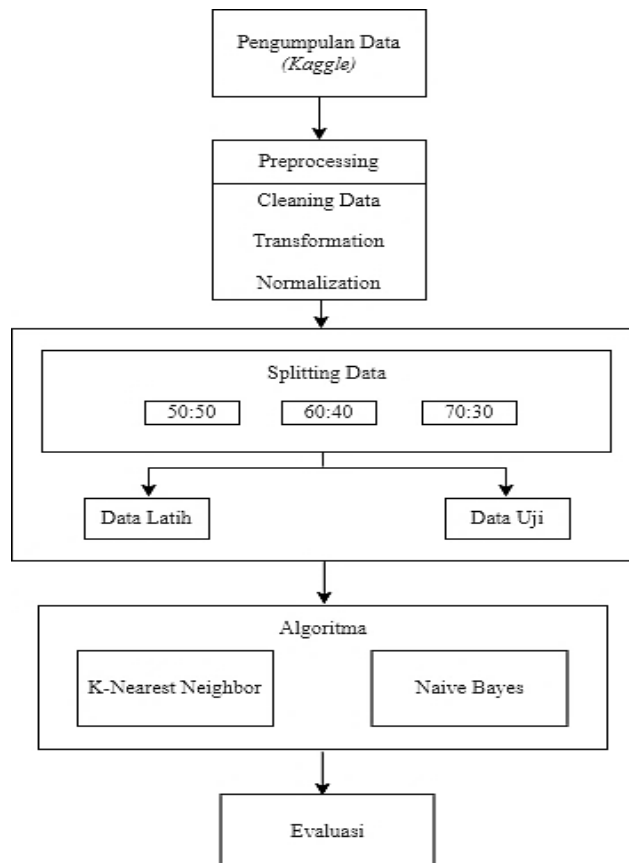 Pengumpulan Data
(Kaggle)
Preprocessing
Cleaning Data
Transformation
Normalization
Splitting Data
50:50 60:40 70:30
Data Latih Data Uji
Algoritma
K-Nearest Neighbor Naive Bayes
Evaluasi